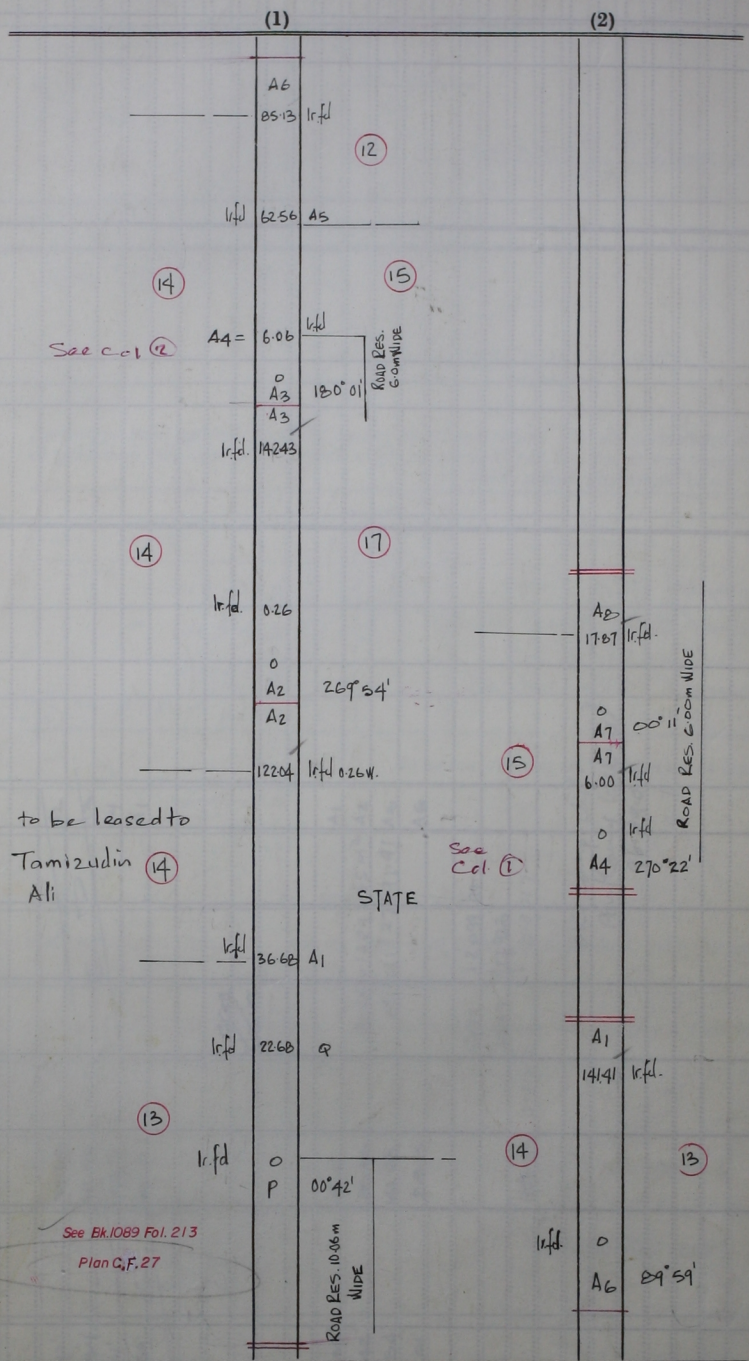 (1)
A6
85.13 Ir.fd
12
Ir.fd 62.56 A5
14
15
A4 = 6.06 Ir.fd
See Col 2
ROAD RES.
6.0m WIDE
0
A3 180°01'
A3
Ir.fd. 142.43
14
17
Ir.fd. 0.26
0
A2 269°54'
A2
122.04 Ir.fd 0.26W.
to be leased to
Tamizudin 14
Ali
STATE
Ir.fd 36.68 A1
Ir.fd 22.68 Q
13
Ir.fd 0
P 00°42'
ROAD RES. 10.06m
WIDE
See Bk.1089 Fol. 213
Plan C.F. 27
(2)
A8
17.87 Ir.fd.
0
A7 00°11'
A7
15
6.00 Ir.fd
0 Ir.fd
ROAD RES. 6.00m WIDE
See
Col. 1
A4 270°22'
A1
141.41 Ir.fd.
14
13
Ir.fd. 0
A6 89°59'